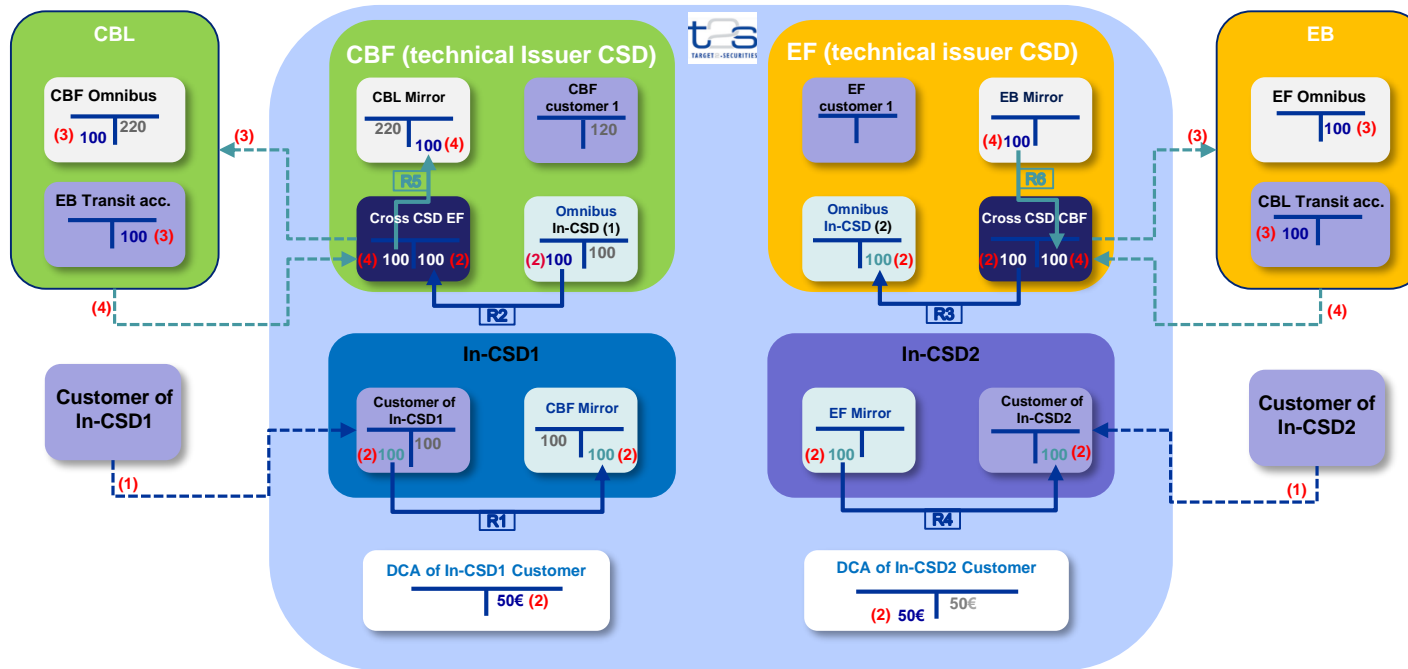 CBL
CBF Omnibus
220
(3) 100
EB Transit acc.
100 (3)
(3)
(4)
t2s
TARGET2-SECURITIES
CBF (technical Issuer CSD)
CBL Mirror
220
100 (4)
CBF
customer 1
120
R5
Cross CSD EF
(4) 100 100 (2)
Omnibus
In-CSD (1)
(2)100
100
R2
EF (technical issuer CSD)
EF
customer 1
EB Mirror
(4)100
R6
Omnibus
In-CSD (2)
100(2)
Cross CSD CBF
(2) 100 100(4)
R3
EB
EF Omnibus
100 (3)
CBL Transit acc.
(3) 100
(3)
(4)
Customer of
In-CSD1
(1)
In-CSD1
Customer of
In-CSD1
100
(2)100
CBF Mirror
100
100 (2)
R1
In-CSD2
EF Mirror
(2) 100
Customer of
In-CSD2
100 (2)
R4
Customer of
In-CSD2
(1)
DCA of In-CSD1 Customer
50€ (2)
DCA of In-CSD2 Customer
50€
(2) 50€